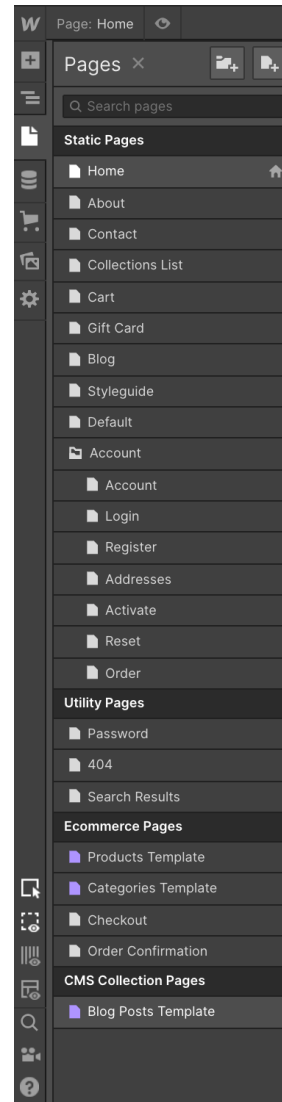 Page: Home
Pages
Search pages
Static Pages
Home
About
Contact
Collections List
Cart
Gift Card
Blog
Styleguide
Default
Account
Account
Login
Register
Addresses
Activate
Reset
Order
Utility Pages
Password
404
Search Results
Ecommerce Pages
Products Template
Categories Template
Checkout
Order Confirmation
CMS Collection Pages
Blog Posts Template